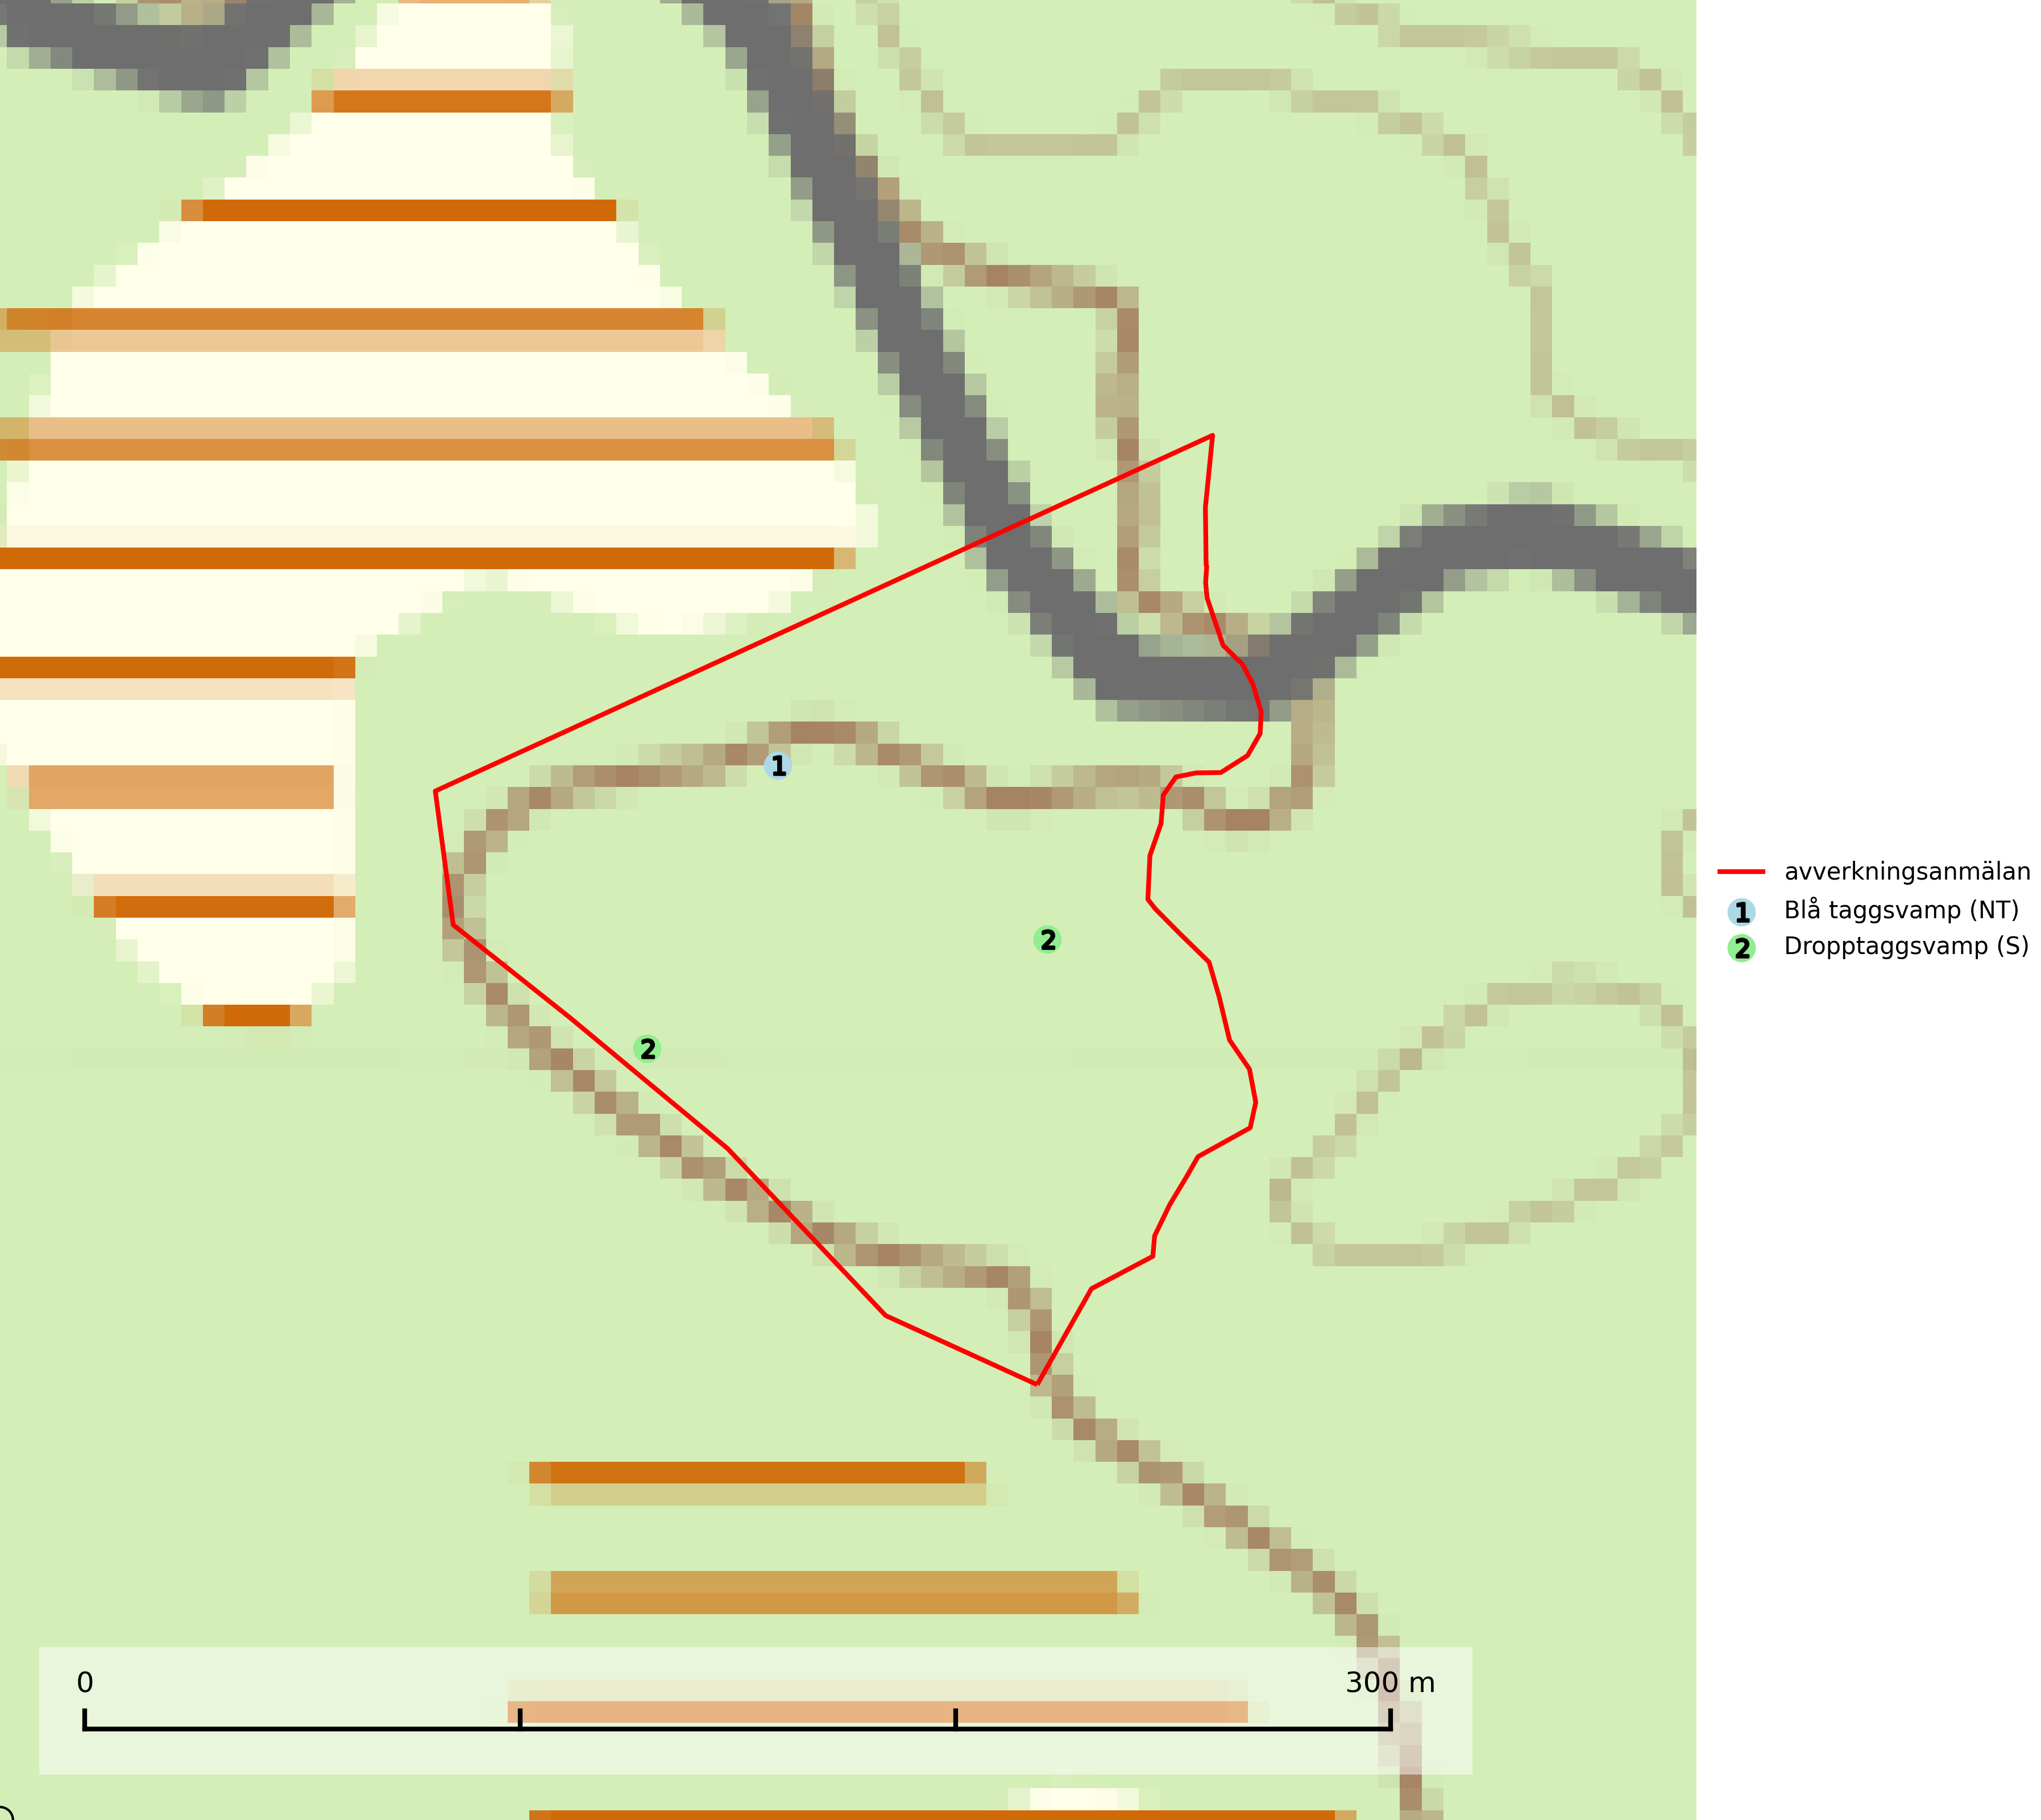 1
2
2
avverkningsanmälan
1 Blå taggsvamp (NT)
2 Dropptaggsvamp (S)
0 300 m